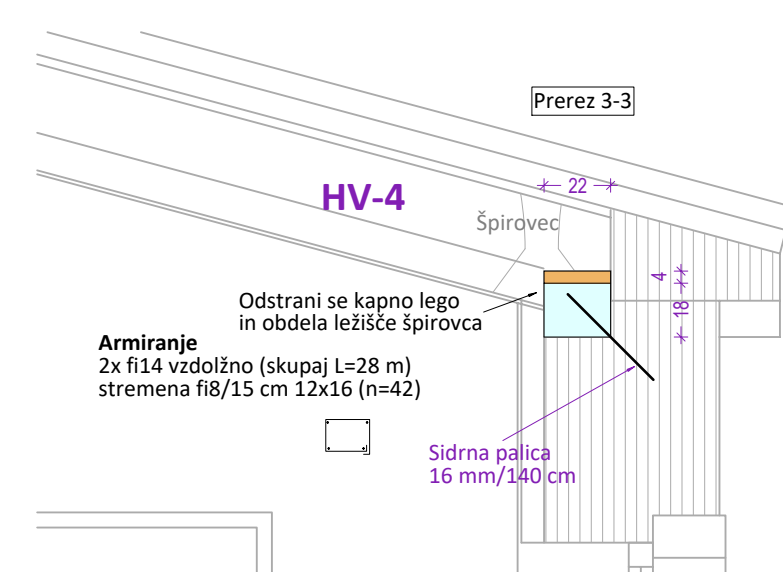 Prerez 3-3
HV-4
22
Špirovec
4
18
Odstrani se kapno lego
in obdela ležišče špirovca
Armiranje
2x fi14 vzdolžno (skupaj L=28 m)
stremena fi8/15 cm 12x16 (n=42)
Sidrna palica
16 mm/140 cm